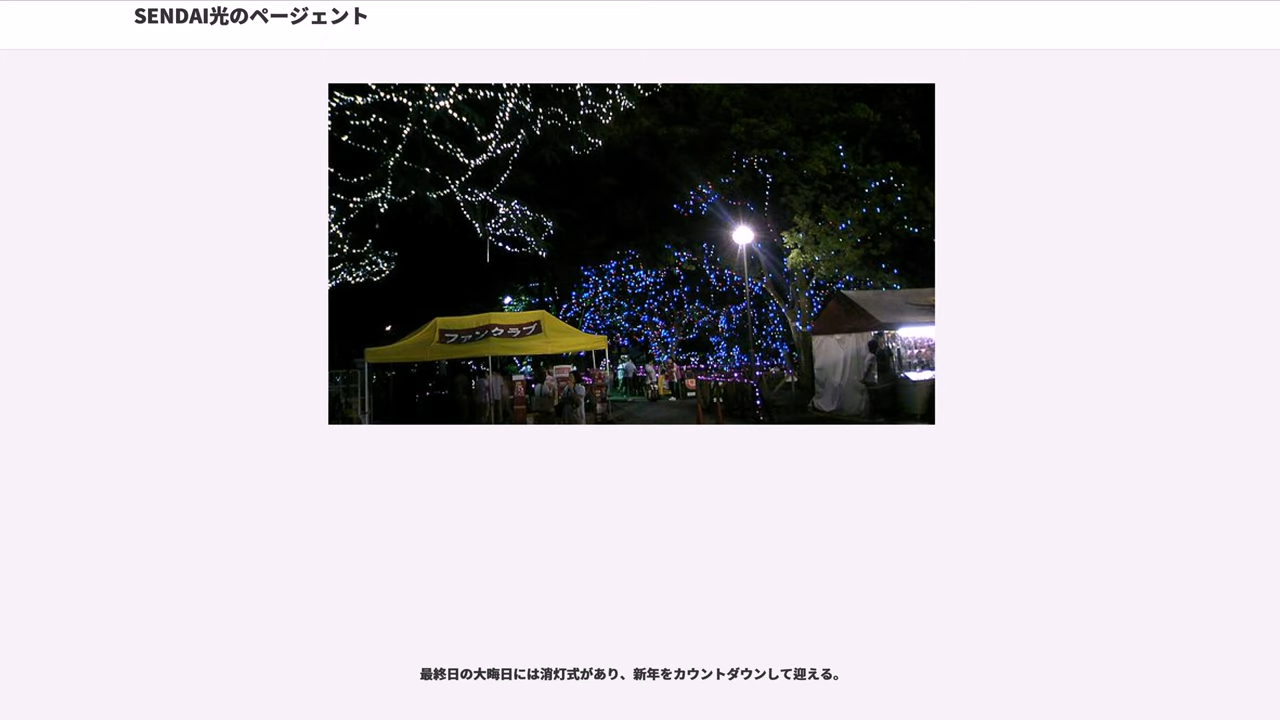 SENDAI光のページェント
ファンクラブ
最終日の大晦日には消灯式があり、新年をカウントダウンして迎える。